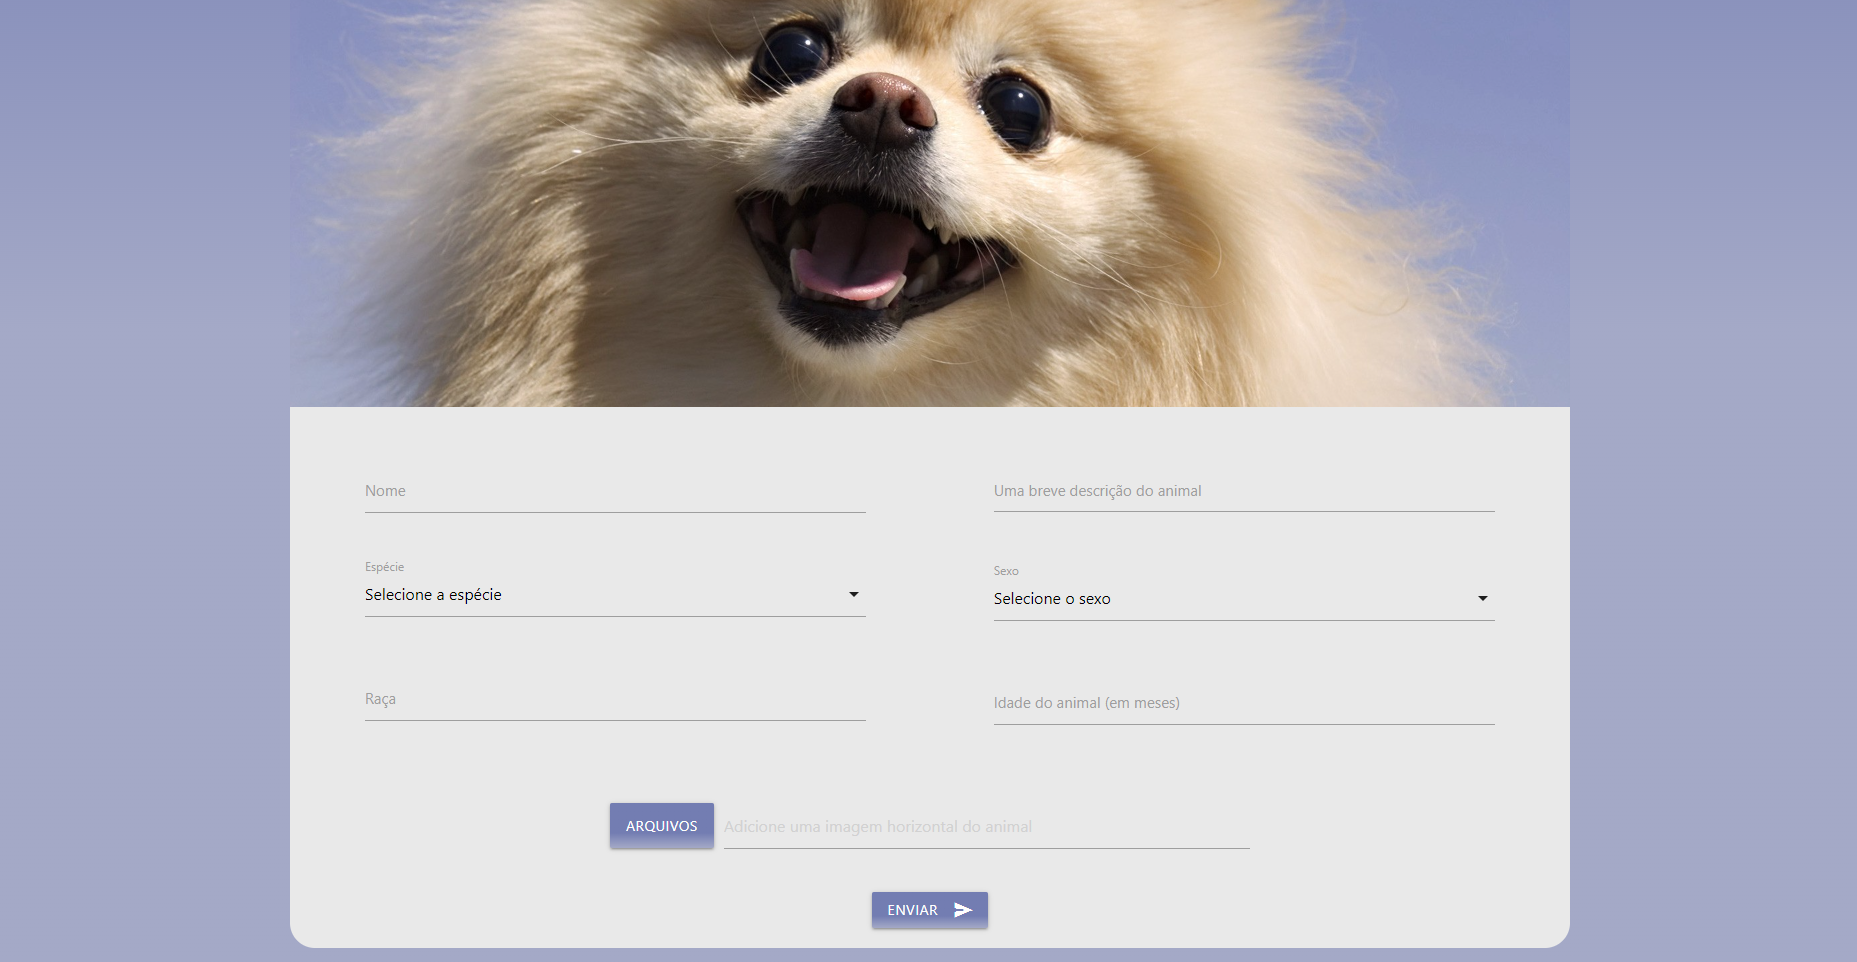 Nome
Uma breve descrição do animal
Espécie
Selecione a espécie
Sexo
Selecione o sexo
Raça
Idade do animal (em meses)
ARQUIVOS
Adicione uma imagem horizontal do animal
ENVIAR